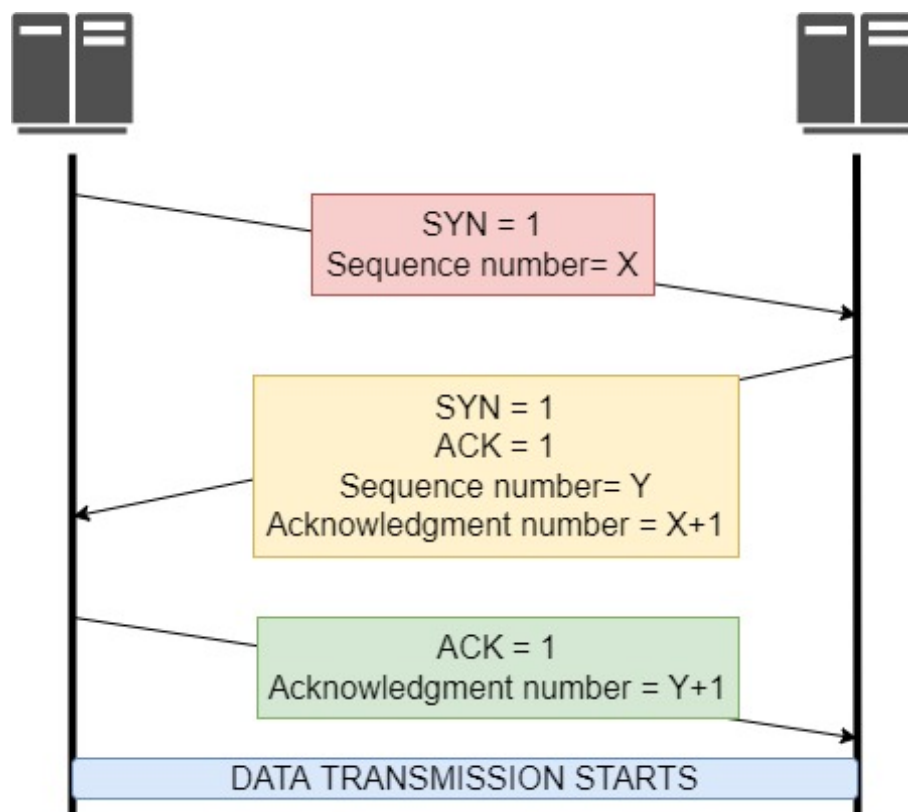 SYN = 1
Sequence number= X
SYN = 1
ACK = 1
Sequence number= Y
Acknowledgment number = X+1
ACK = 1
Acknowledgment number = Y+1
DATA TRANSMISSION STARTS